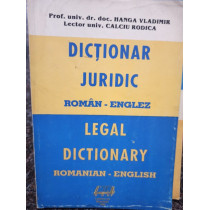 Prof. univ. dr. doc. HANGA VLADIMIR
Lector univ. CALCIU RODICA
DICȚIONAR
JURIDIC
ROMÂN - ENGLEZ
LEGAL
DICTIONARY
ROMANIAN - ENGLISH